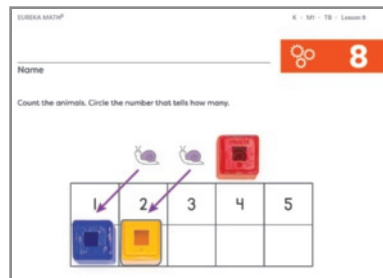 EUREKA MATH²
K · M1 · TB · Lesson 8
8
Name
Count the animals. Circle the number that tells how many.
1 2 3 4 5